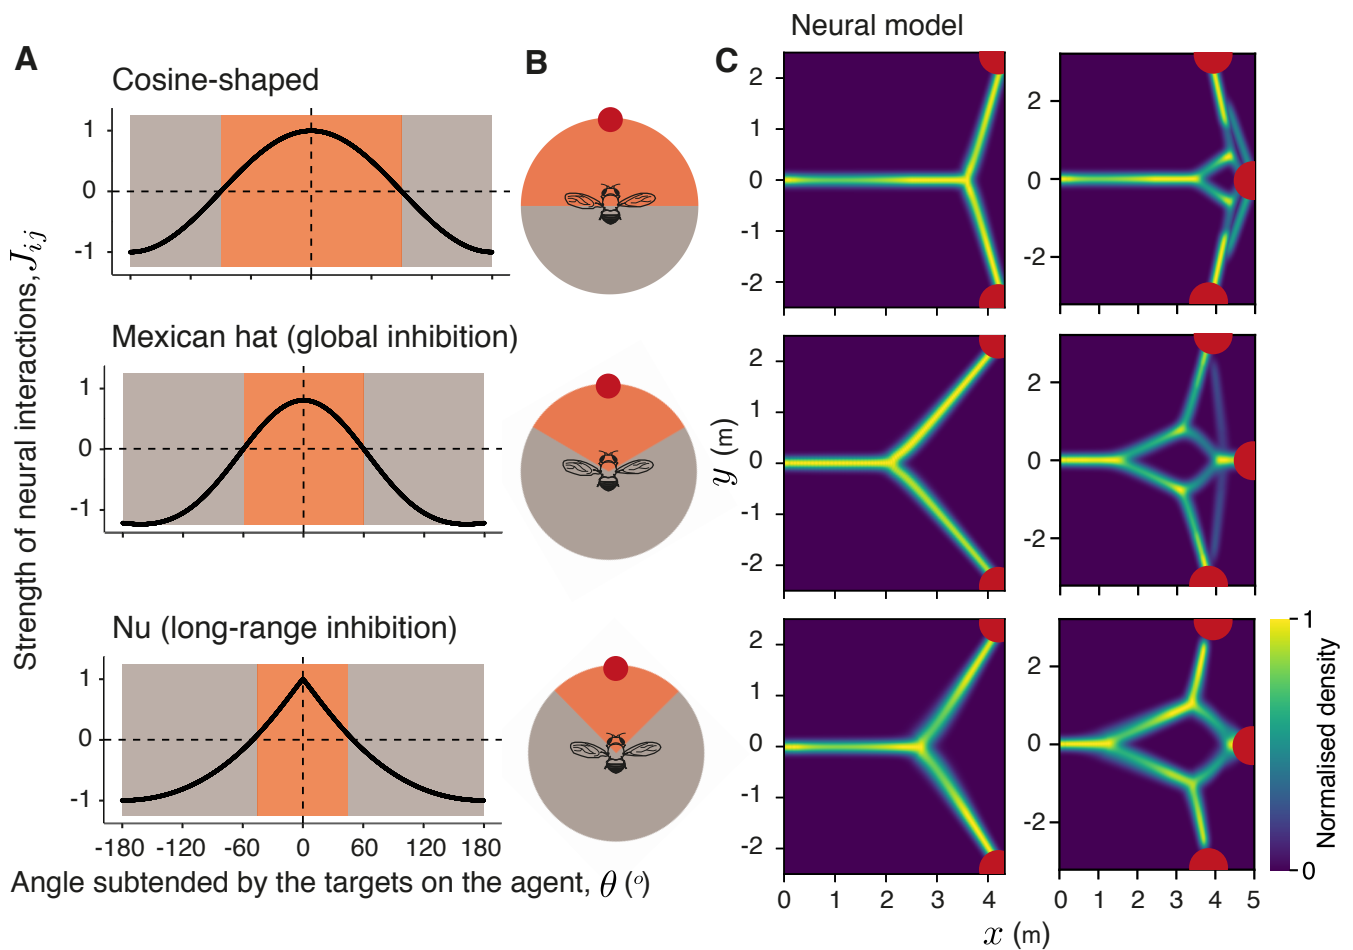 Neural model
A
B
C
Cosine-shaped
1
0
-1
Mexican hat (global inhibition)
1
0
-1
Nu (long-range inhibition)
1
0
-1
-180 -120 -60 0 60 120 180
Strength of neural interactions, J_ij
Angle subtended by the targets on the agent, θ (°)
2
1
0
-1
-2
2
0
-2
2
1
0
-1
-2
2
0
-2
2
1
0
-1
-2
2
0
-2
y (m)
0 1 2 3 4
0 1 2 3 4 5
x (m)
1
0
Normalised density